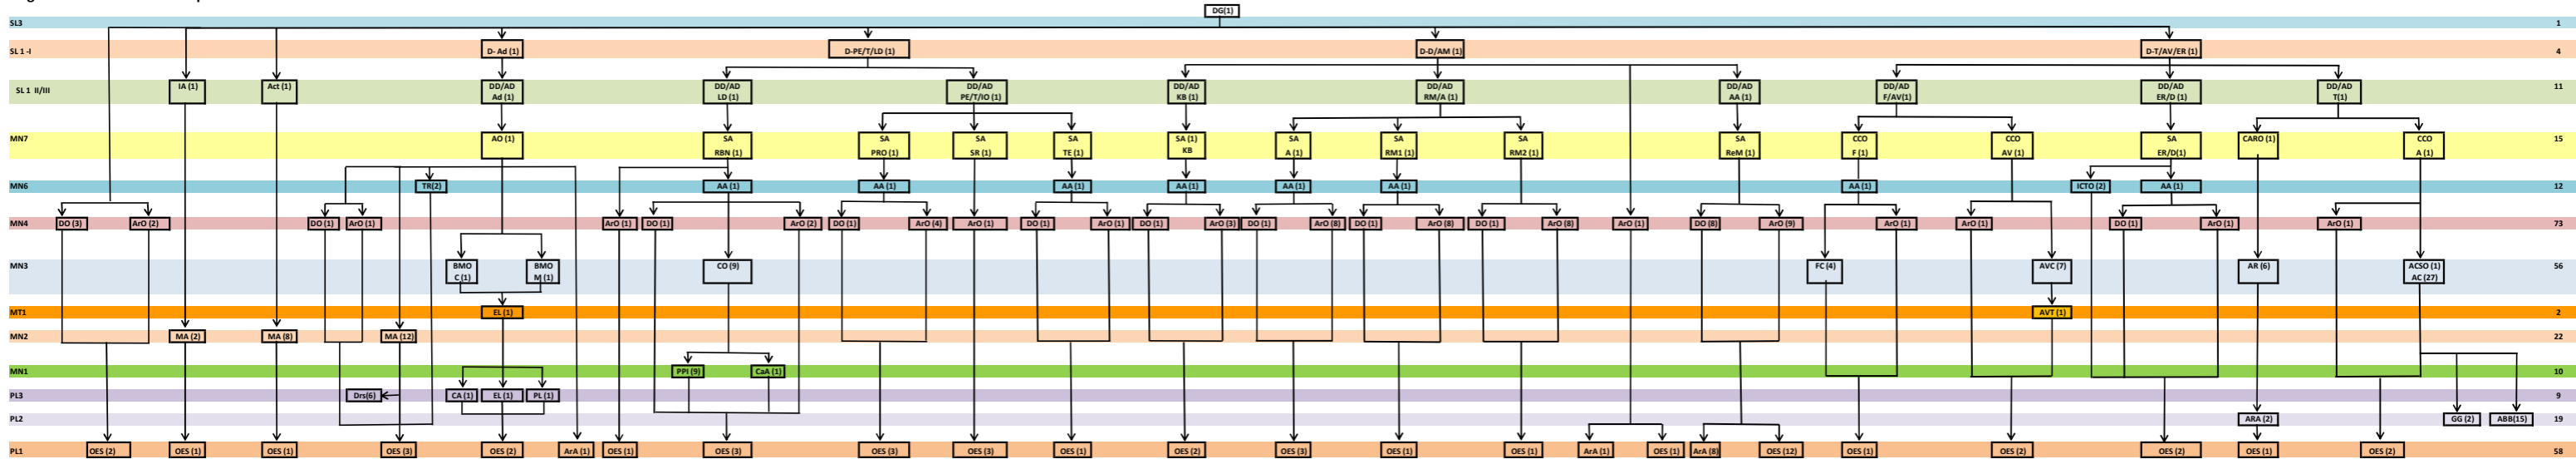 DG(1)
SL3 1
SL 1 -I D- Ad (1) D-PE/T/LD (1) D-D/AM (1) D-T/AV/ER (1) 4
IA (1) Act (1) DD/AD DD/AD DD/AD DD/AD DD/AD DD/AD DD/AD DD/AD DD/AD
SL 1 II/III Ad (1) LD (1) PE/T/IO (1) KB (1) RM/A (1) AA (1) F/AV(1) ER/D (1) T(1) 11
MN7 AO (1) SA SA SA SA SA (1) SA SA SA SA CCO CCO SA CARO (1) CCO 15
RBN (1) PRO (1) SR (1) TE (1) KB A (1) RM1 (1) RM2 (1) ReM (1) F (1) AV (1) ER/D(1) A (1)
MN6 TR(2) AA (1) AA (1) AA (1) AA (1) AA (1) AA (1) AA (1) ICTO (2) AA (1) 12
MN4 DO (3) ArO (2) DO (1) ArO (1) ArO (1) DO (1) ArO (2) DO (1) ArO (4) ArO (1) DO (1) ArO (1) DO (1) ArO (3) DO (1) ArO (8) DO (1) ArO (8) DO (1) ArO (8) ArO (1) DO (8) ArO (9) ArO (1) ArO (1) DO (1) ArO (1) ArO (1) 73
MN3 BMO BMO CO (9) FC (4) AVC (7) AR (6) ACSO (1) 56
C (1) M (1) AC (27)
MT1 EL (1) AVT (1) 2
MN2 MA (2) MA (8) MA (12) 22
MN1 PPI (9) CaA (1) 10
PL3 Drs(6) CA (1) EL (1) PL (1) 9
PL2 ARA (2) GG (2) ABB(15) 19
PL1 OES (2) OES (1) OES (1) OES (3) OES (2) ArA (1) OES (1) OES (3) OES (3) OES (3) OES (1) OES (2) OES (3) OES (1) OES (1) ArA (1) OES (1) ArA (8) OES (12) OES (1) OES (2) OES (2) OES (1) OES (2) 58